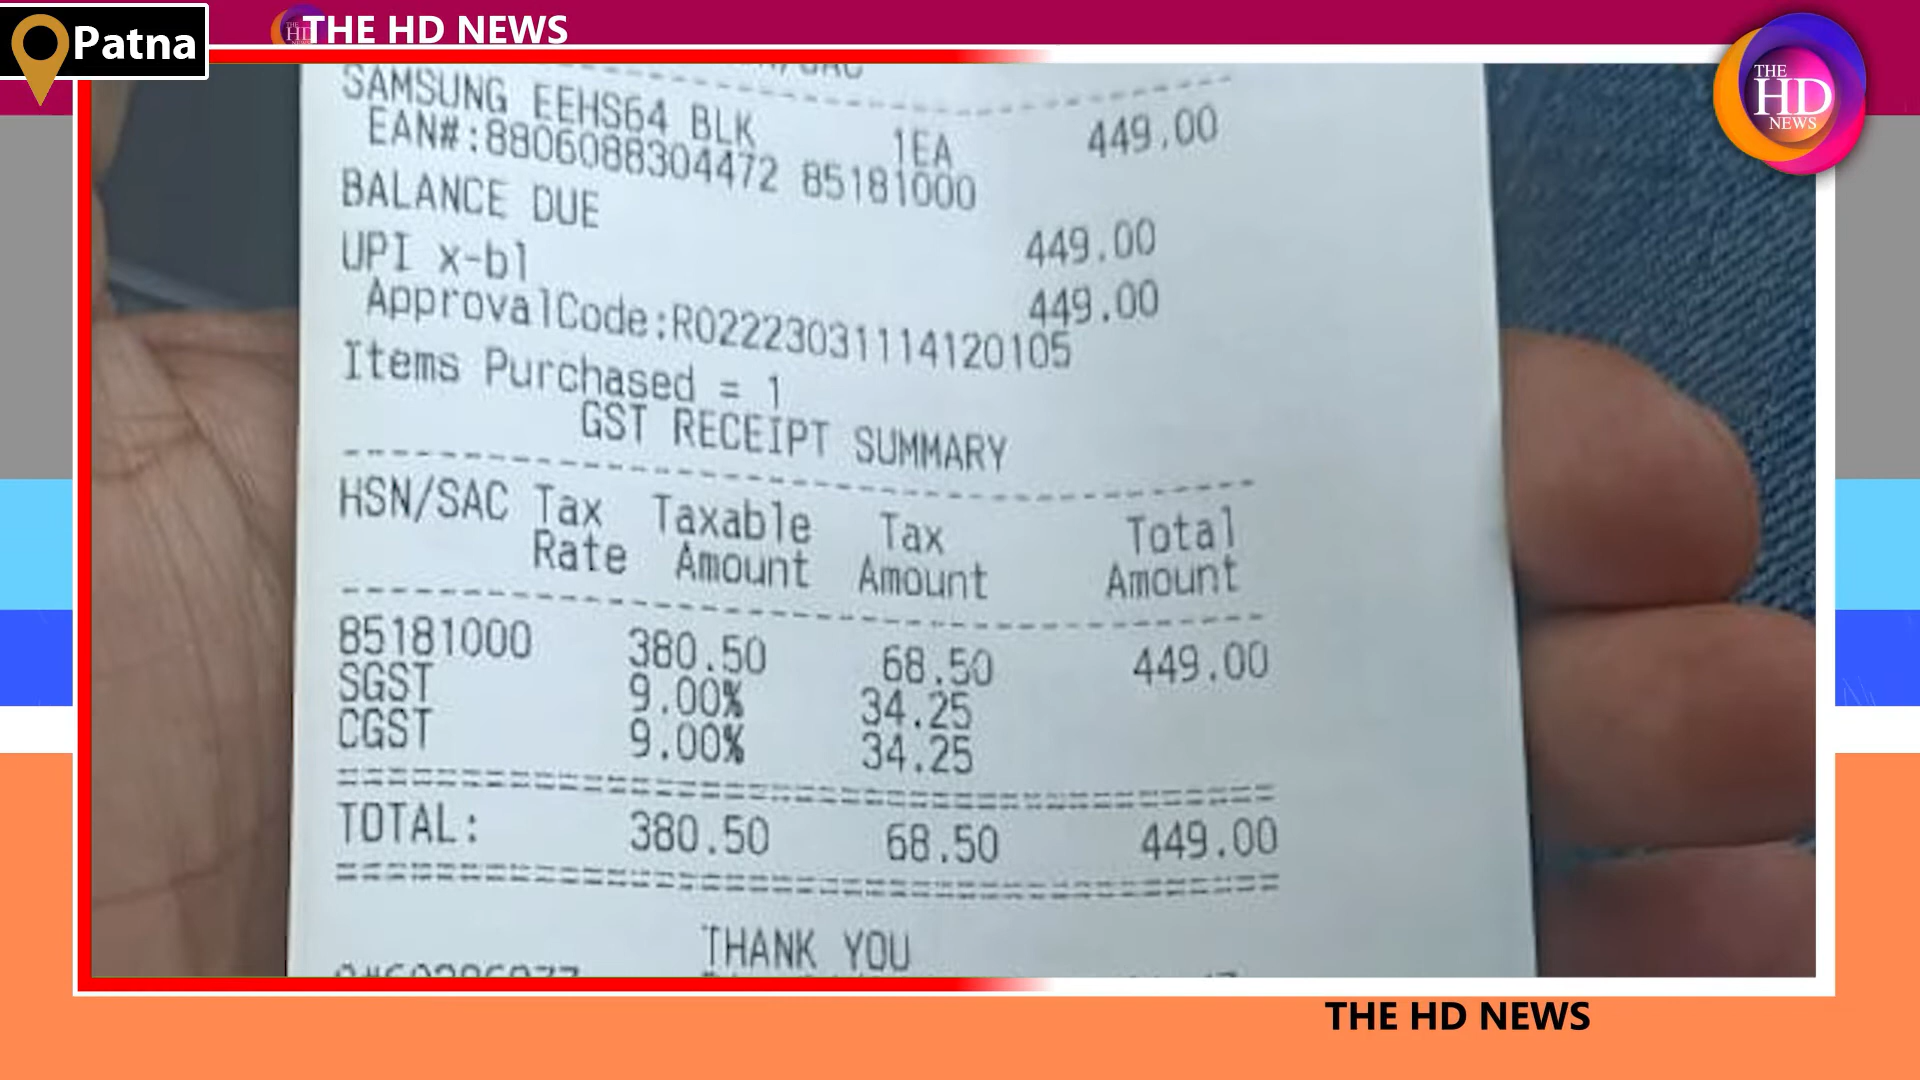 Patna
THE HD NEWS
THE
HD
NEWS
SAMSUNG EEHS64 BLK 1EA 449.00
EAN#:8806088304472 85181000
BALANCE DUE 449.00
UPI x-bl 449.00
ApprovalCode:R02223031114120105
Items Purchased = 1
GST RECEIPT SUMMARY
HSN/SAC Tax Taxable Tax Total
Rate Amount Amount Amount
85181000 380.50 68.50 449.00
SGST 9.00% 34.25
CGST 9.00% 34.25
TOTAL: 380.50 68.50 449.00
THANK YOU
THE HD NEWS